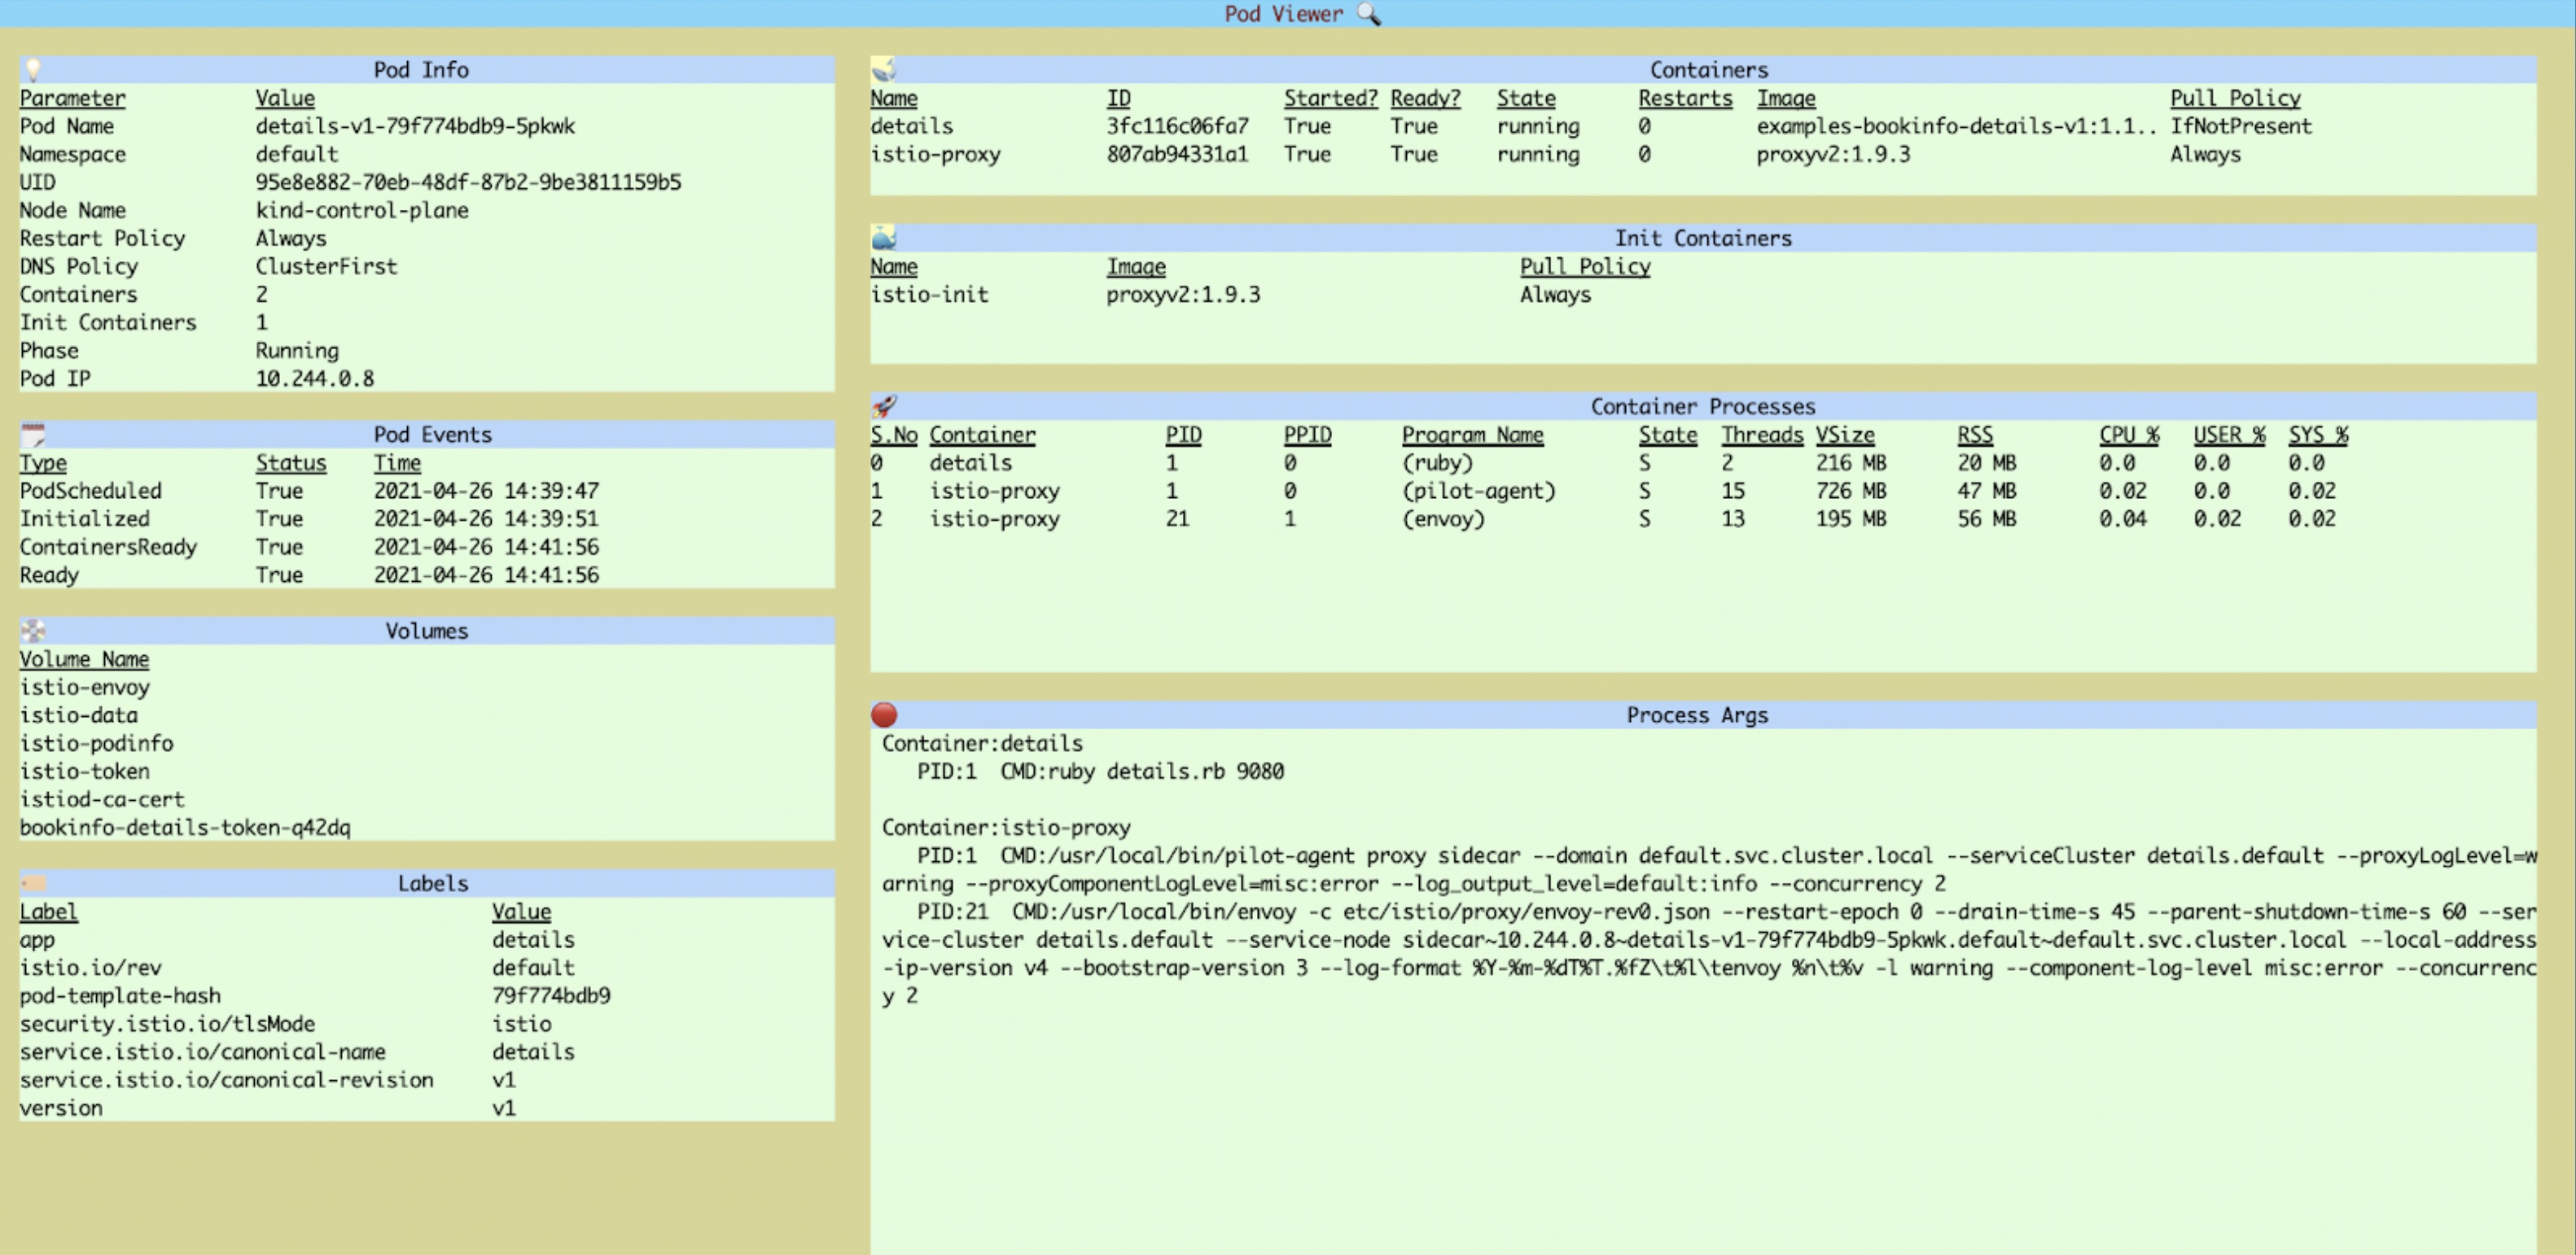 Pod Viewer
Pod Info
Parameter Value
Pod Name details-v1-79f774bdb9-5pkwk
Namespace default
UID 95e8e882-70eb-48df-87b2-9be3811159b5
Node Name kind-control-plane
Restart Policy Always
DNS Policy ClusterFirst
Containers 2
Init Containers 1
Phase Running
Pod IP 10.244.0.8
Pod Events
Type Status Time
PodScheduled True 2021-04-26 14:39:47
Initialized True 2021-04-26 14:39:51
ContainersReady True 2021-04-26 14:41:56
Ready True 2021-04-26 14:41:56
Volumes
Volume Name
istio-envoy
istio-data
istio-podinfo
istio-token
istiod-ca-cert
bookinfo-details-token-q42dq
Labels
Label Value
app details
istio.io/rev default
pod-template-hash 79f774bdb9
security.istio.io/tlsMode istio
service.istio.io/canonical-name details
service.istio.io/canonical-revision v1
version v1
Containers
Name ID Started? Ready? State Restarts Image Pull Policy
details 3fc116c06fa7 True True running 0 examples-bookinfo-details-v1:1.1.. IfNotPresent
istio-proxy 807ab94331a1 True True running 0 proxyv2:1.9.3 Always
Init Containers
Name Image Pull Policy
istio-init proxyv2:1.9.3 Always
Container Processes
S.No Container PID PPID Program Name State Threads VSize RSS CPU % USER % SYS %
0 details 1 0 (ruby) S 2 216 MB 20 MB 0.0 0.0 0.0
1 istio-proxy 1 0 (pilot-agent) S 15 726 MB 47 MB 0.02 0.0 0.02
2 istio-proxy 21 1 (envoy) S 13 195 MB 56 MB 0.04 0.02 0.02
Process Args
Container:details
PID:1 CMD:ruby details.rb 9080
Container:istio-proxy
PID:1 CMD:/usr/local/bin/pilot-agent proxy sidecar --domain default.svc.cluster.local --serviceCluster details.default --proxyLogLevel=w
arning --proxyComponentLogLevel=misc:error --log_output_level=default:info --concurrency 2
PID:21 CMD:/usr/local/bin/envoy -c etc/istio/proxy/envoy-rev0.json --restart-epoch 0 --drain-time-s 45 --parent-shutdown-time-s 60 --ser
vice-cluster details.default --service-node sidecar~10.244.0.8~details-v1-79f774bdb9-5pkwk.default~default.svc.cluster.local --local-address
-ip-version v4 --bootstrap-version 3 --log-format %Y-%m-%dT%T.%fZ\t%l\tenvoy %n\t%v -l warning --component-log-level misc:error --concurrenc
y 2